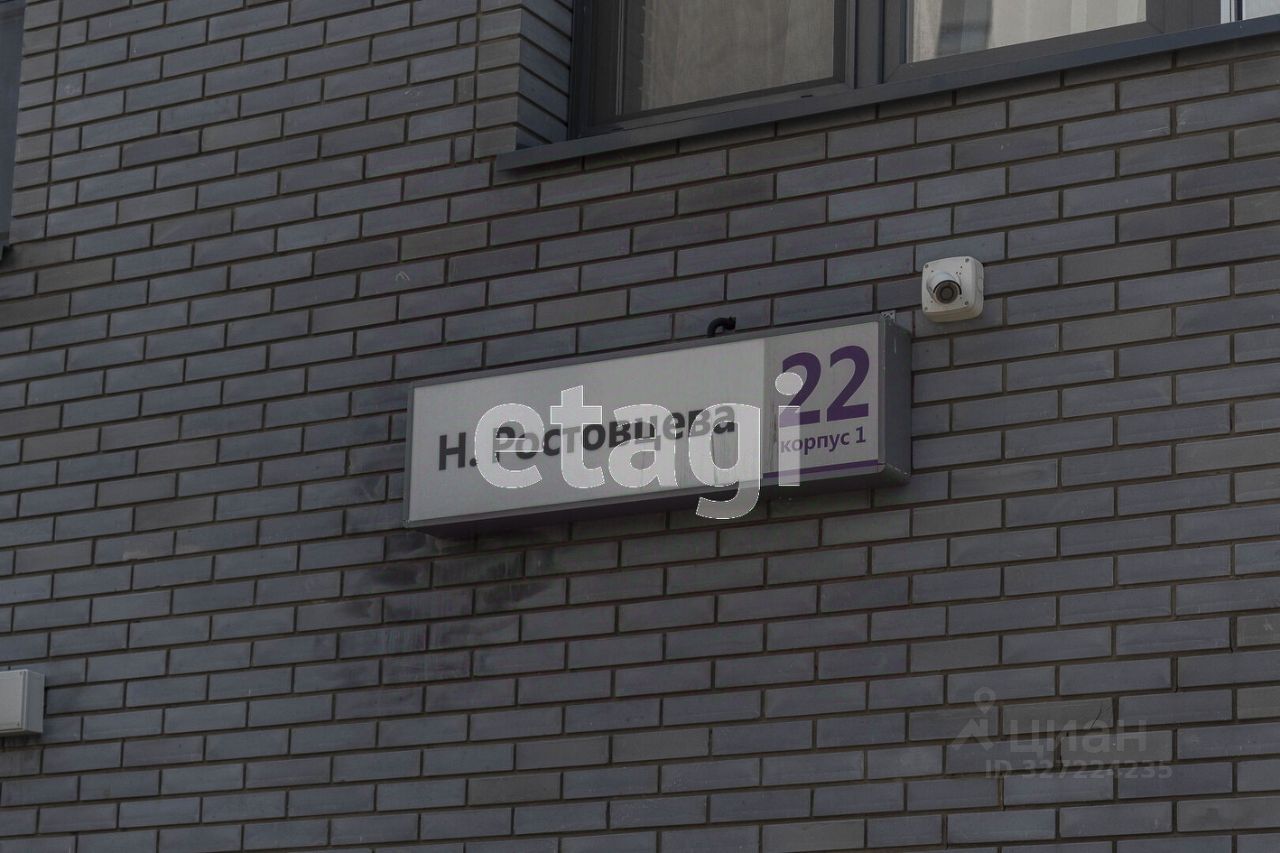 Н. Ростовцева
22
корпус 1
etagi
циан
ID 327224235